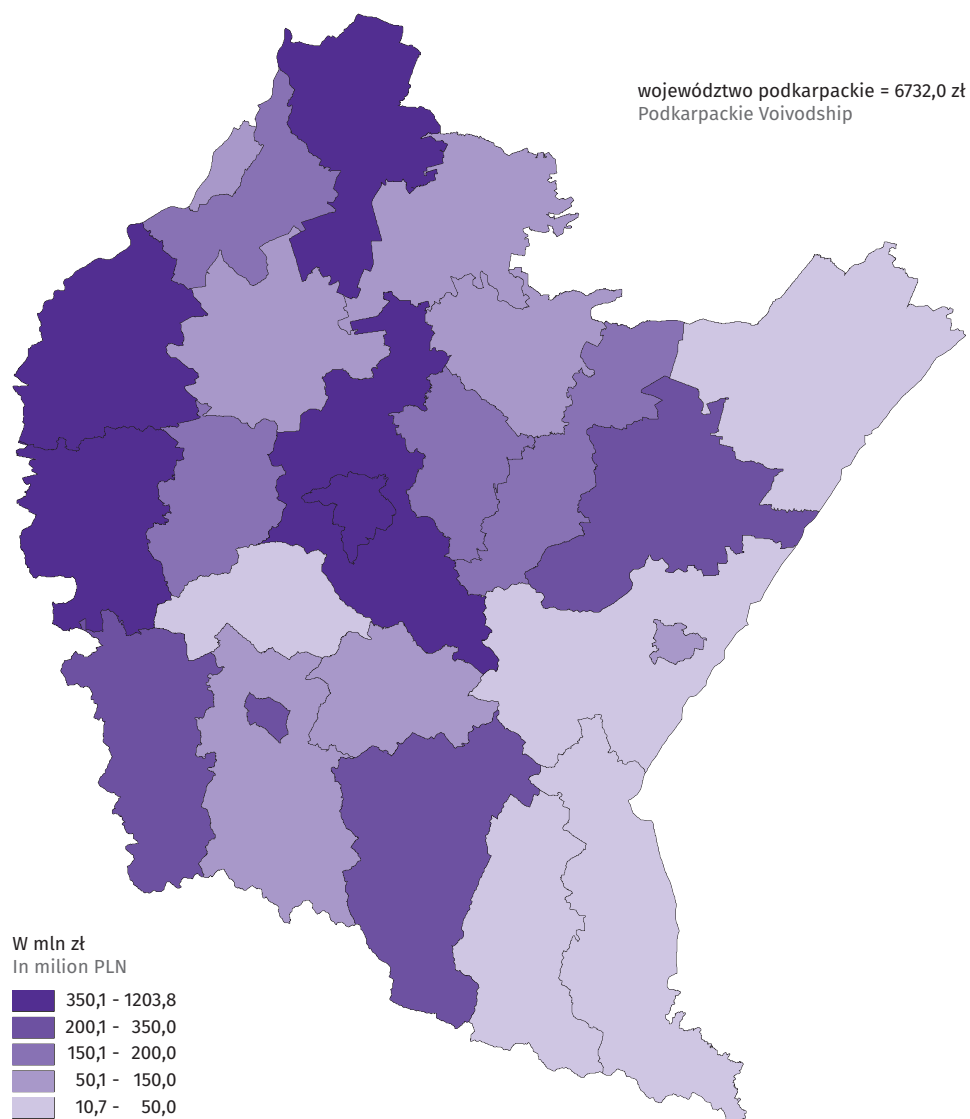 województwo podkarpackie = 6732,0 zł
Podkarpackie Voivodship
W mln zł
In milion PLN
350,1 - 1203,8
200,1 - 350,0
150,1 - 200,0
50,1 - 150,0
10,7 - 50,0